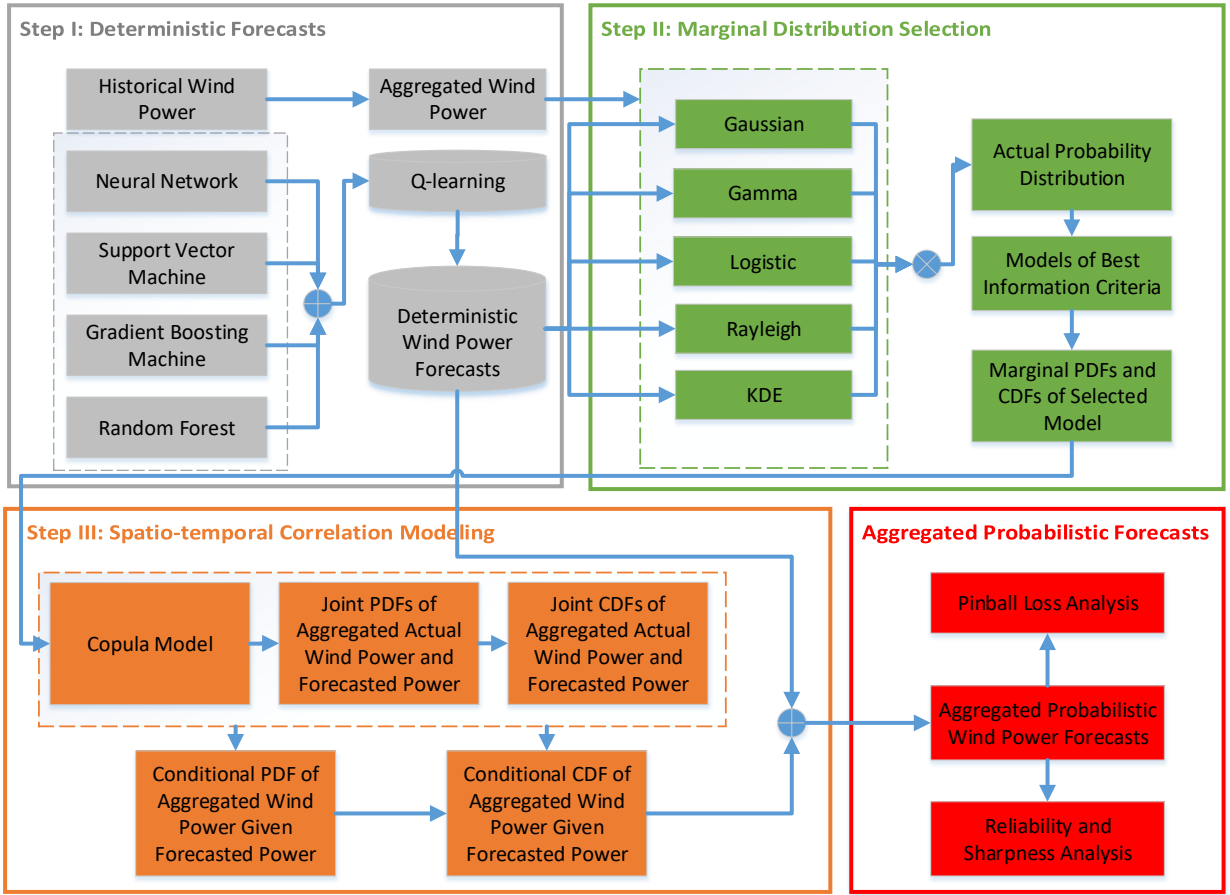 Step I: Deterministic Forecasts
Historical Wind
Power
Aggregated Wind
Power
Neural Network
Support Vector
Machine
Gradient Boosting
Machine
Random Forest
Q-learning
Deterministic
Wind Power
Forecasts
Step II: Marginal Distribution Selection
Gaussian
Gamma
Logistic
Rayleigh
KDE
Actual Probability
Distribution
Models of Best
Information Criteria
Marginal PDFs and
CDFs of Selected
Model
Step III: Spatio-temporal Correlation Modeling
Copula Model
Joint PDFs of
Aggregated Actual
Wind Power and
Forecasted Power
Joint CDFs of
Aggregated Actual
Wind Power and
Forecasted Power
Conditional PDF of
Aggregated Wind
Power Given
Forecasted Power
Conditional CDF of
Aggregated Wind
Power Given
Forecasted Power
Aggregated Probabilistic Forecasts
Pinball Loss Analysis
Aggregated Probabilistic
Wind Power Forecasts
Reliability and
Sharpness Analysis